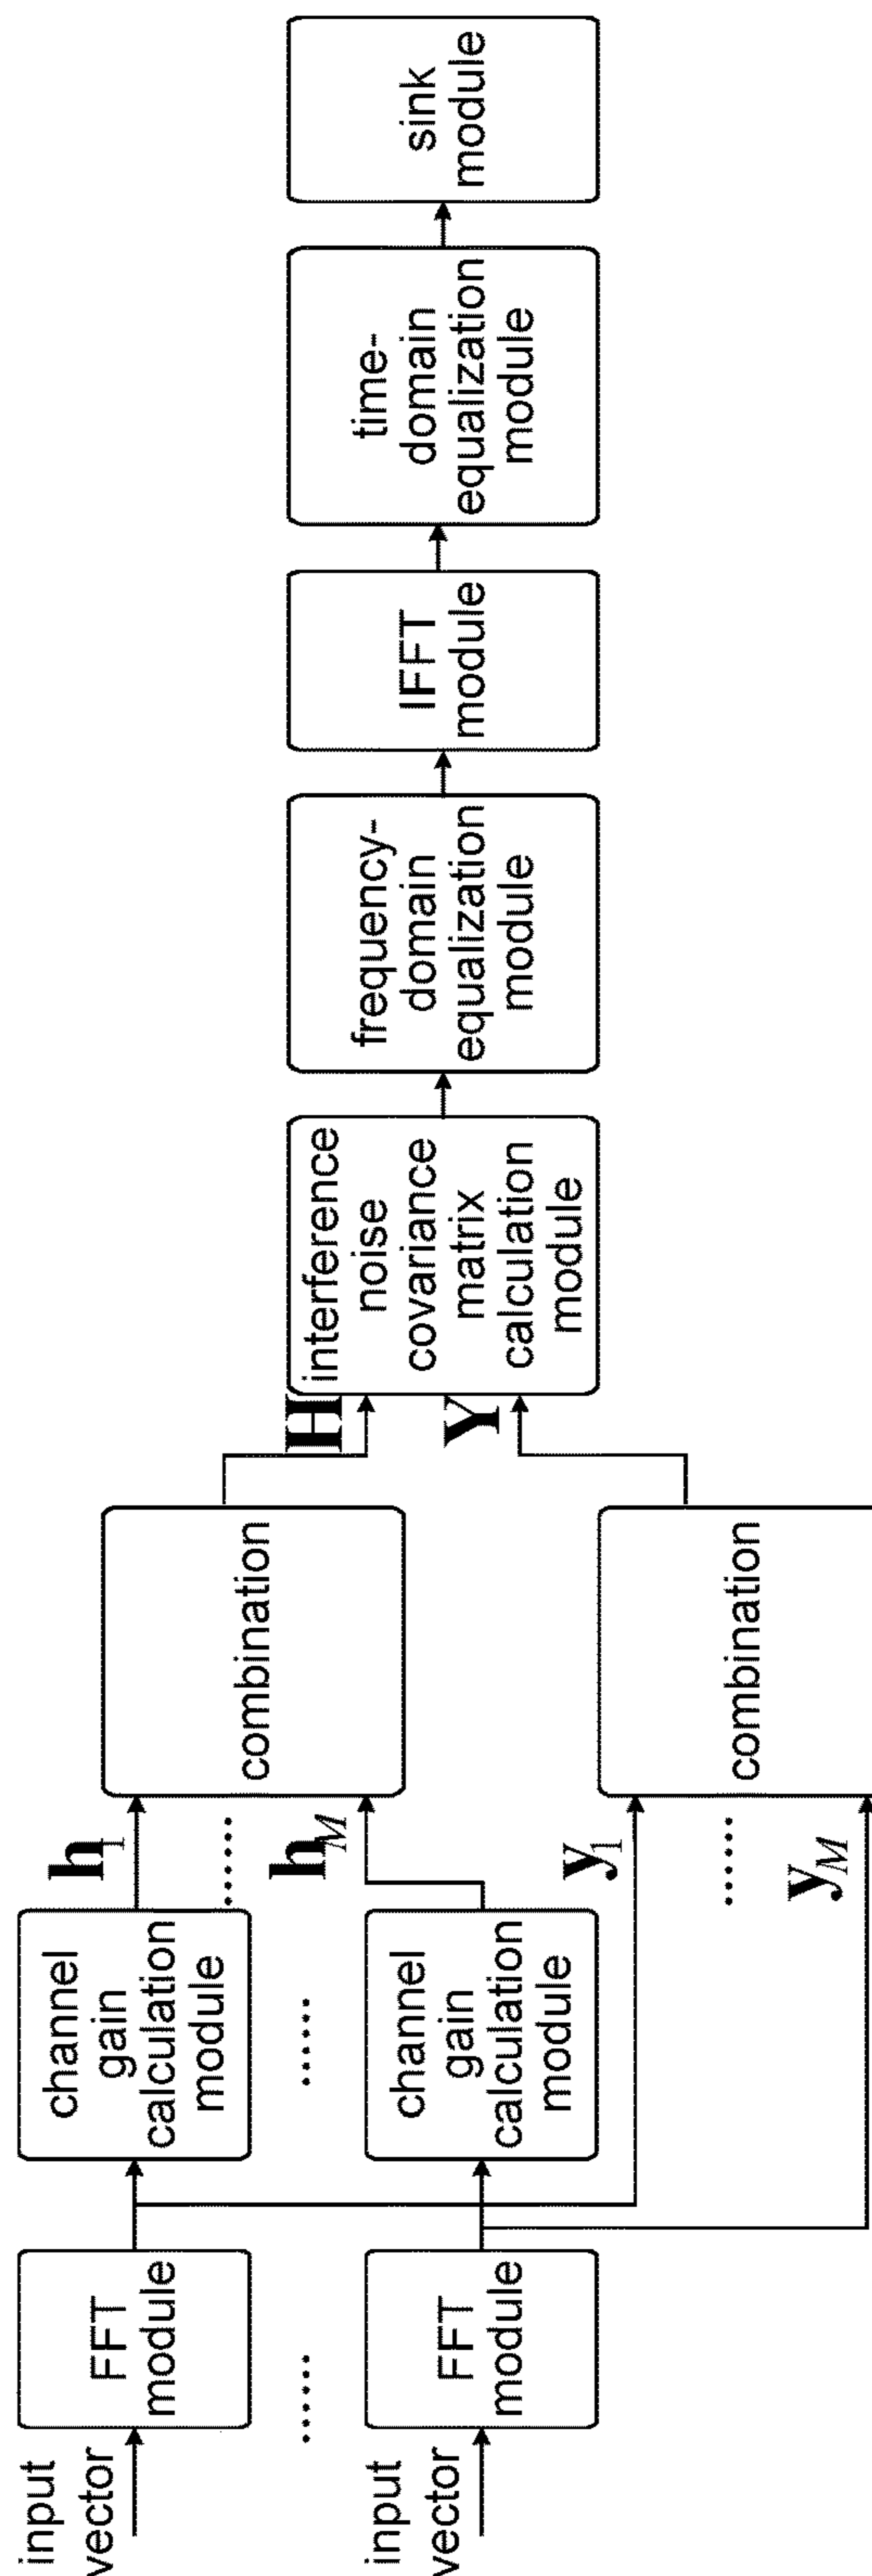 input
vector
FFT
module
channel
gain
calculation
module
h1
......
hM
......
......
input
vector
FFT
module
channel
gain
calculation
module
y1
......
yM
combination
combination
H
Y
interference
noise
covariance
matrix
calculation
module
frequency-
domain
equalization
module
IFFT
module
time-
domain
equalization
module
sink
module